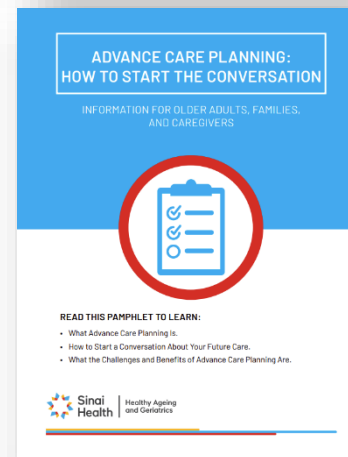 ADVANCE CARE PLANNING:
HOW TO START THE CONVERSATION
INFORMATION FOR OLDER ADULTS, FAMILIES,
AND CAREGIVERS
READ THIS PAMPHLET TO LEARN:
• What Advance Care Planning Is.
• How to Start a Conversation About Your Future Care.
• What the Challenges and Benefits of Advance Care Planning Are.
Sinai Health
Healthy Ageing and Geriatrics